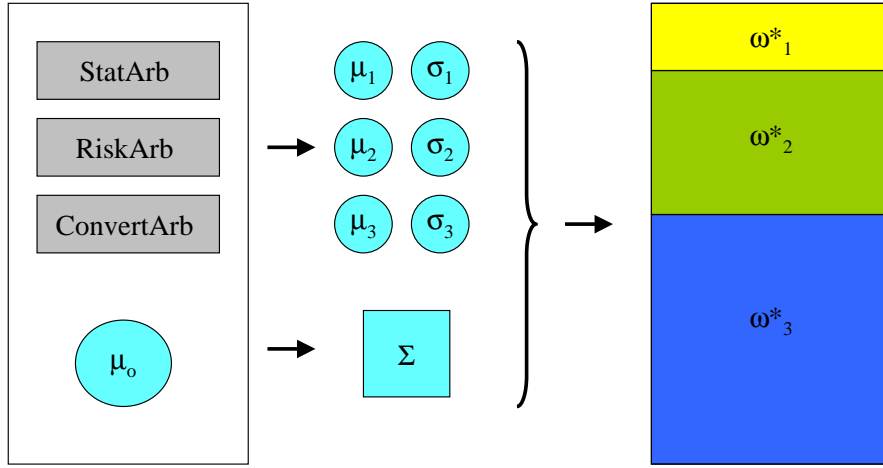 StatArb
RiskArb
ConvertArb
μₒ
μ₁ σ₁
μ₂ σ₂
μ₃ σ₃
Σ
ω*₁
ω*₂
ω*₃